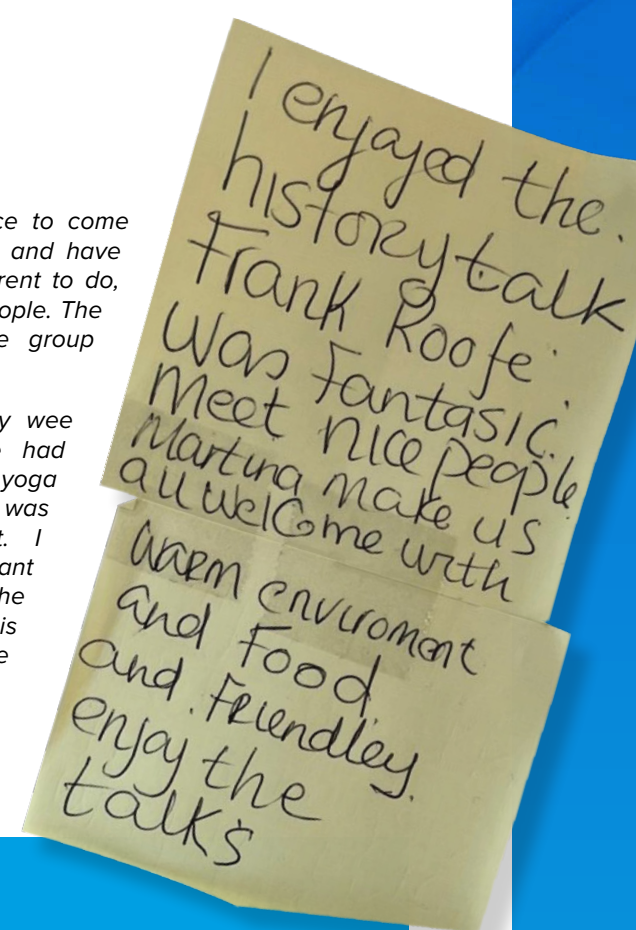 ce to come
and have
rent to do,
ople. The
e group
y wee
had
yoga
was
t. I
ant
he
is
e
I enjoyed the.
history talk
Frank Roofe.
was Fantasic.
Meet nice people
Martina make us
all welcome with
warm enviroment
and Food
and. Friendley.
enjoy the
talks